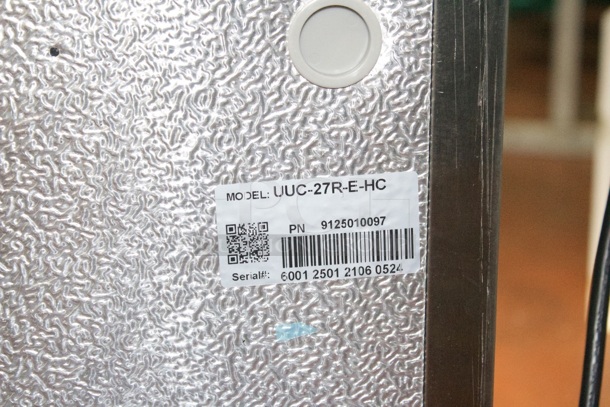 MODEL: UUC-27R-E-HC
PN 9125010097
Serial#: 6001 2501 2106 0524